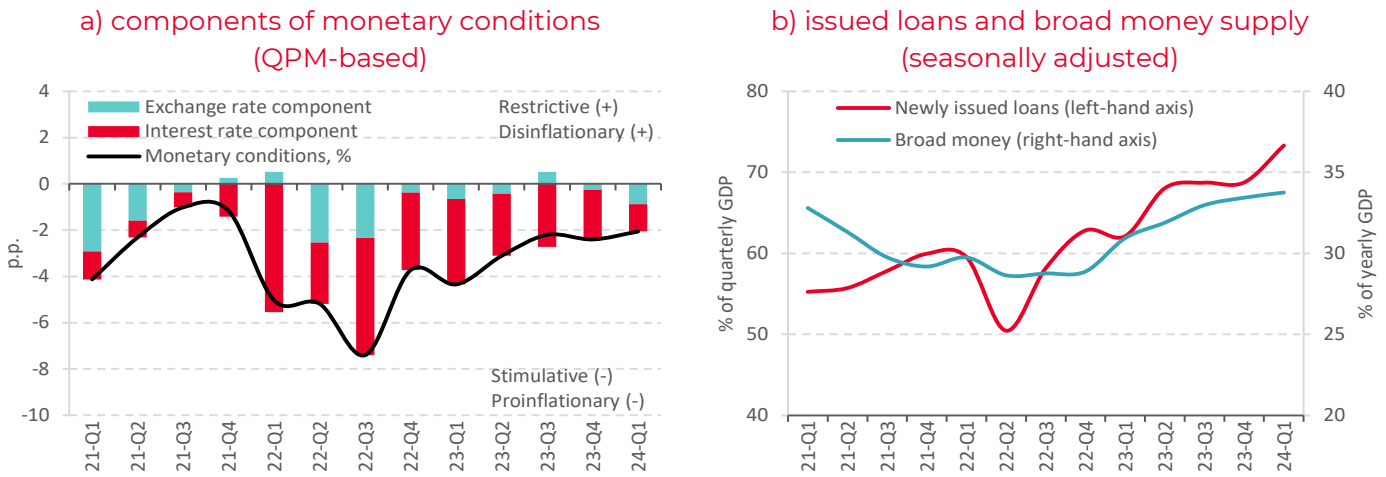 a) components of monetary conditions
(QPM-based)
4
2
0
-2
-4
-6
-8
-10
p.p.
Exchange rate component
Interest rate component
Monetary conditions, %
Restrictive (+)
Disinflationary (+)
Stimulative (-)
Proinflationary (-)
21-Q1
21-Q2
21-Q3
21-Q4
22-Q1
22-Q2
22-Q3
22-Q4
23-Q1
23-Q2
23-Q3
23-Q4
24-Q1
b) issued loans and broad money supply
(seasonally adjusted)
80
70
60
50
40
% of quarterly GDP
Newly issued loans (left-hand axis)
Broad money (right-hand axis)
40
35
30
25
20
% of yearly GDP
21-Q1
21-Q2
21-Q3
21-Q4
22-Q1
22-Q2
22-Q3
22-Q4
23-Q1
23-Q2
23-Q3
23-Q4
24-Q1